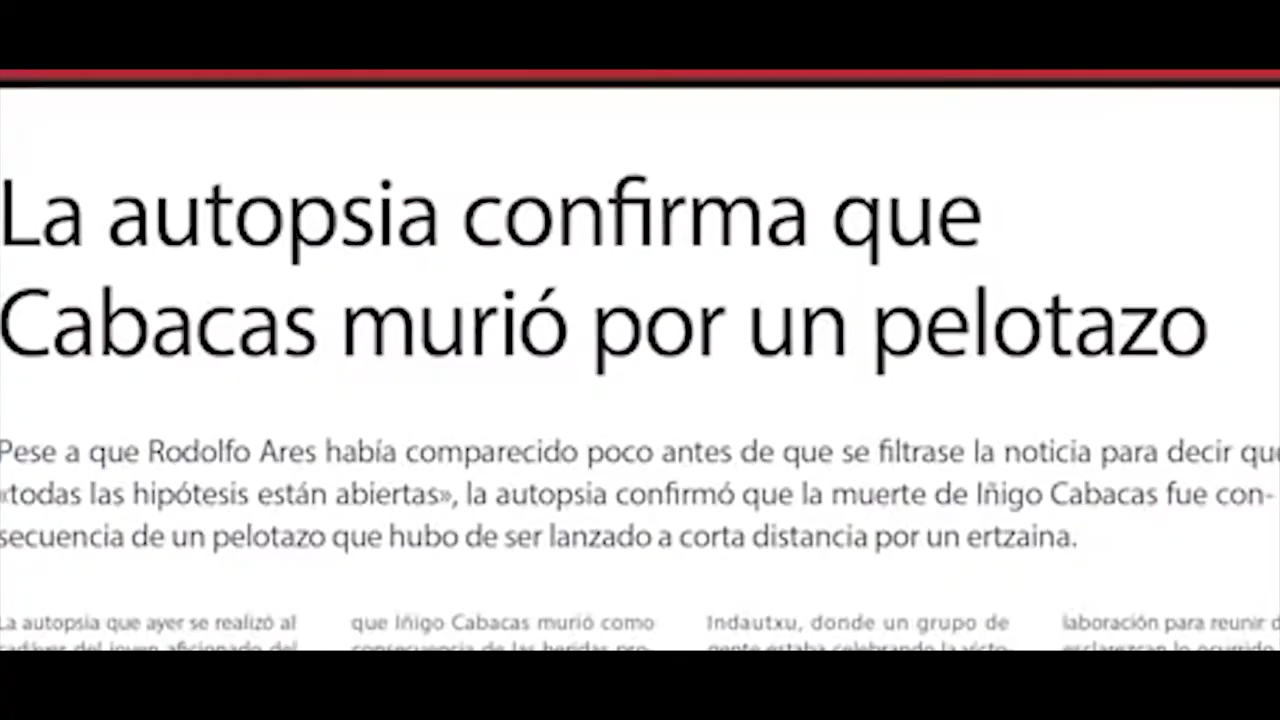 La autopsia confirma que
Cabacas murió por un pelotazo
Pese a que Rodolfo Ares había comparecido poco antes de que se filtrase la noticia para decir que
«todas las hipótesis están abiertas», la autopsia confirmó que la muerte de Iñigo Cabacas fue con-
secuencia de un pelotazo que hubo de ser lanzado a corta distancia por un ertzaina.
La autopsia que ayer se realizó al
que Iñigo Cabacas murió como
Indautxu, donde un grupo de
laboración para reunir